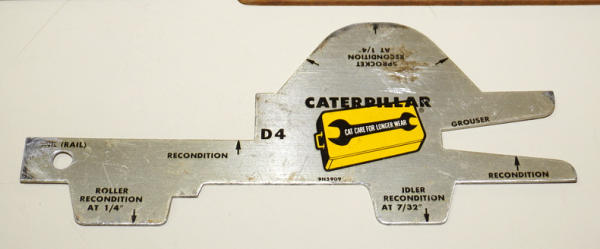 SPROCKET
RECONDITION
AT 1/4"
CATERPILLAR®
GROUSER
D4
CAT CARE FOR LONGER WEAR
(RAIL)
RECONDITION
RECONDITION
9H5909
ROLLER
RECONDITION
AT 1/4"
IDLER
RECONDITION
AT 7/32"